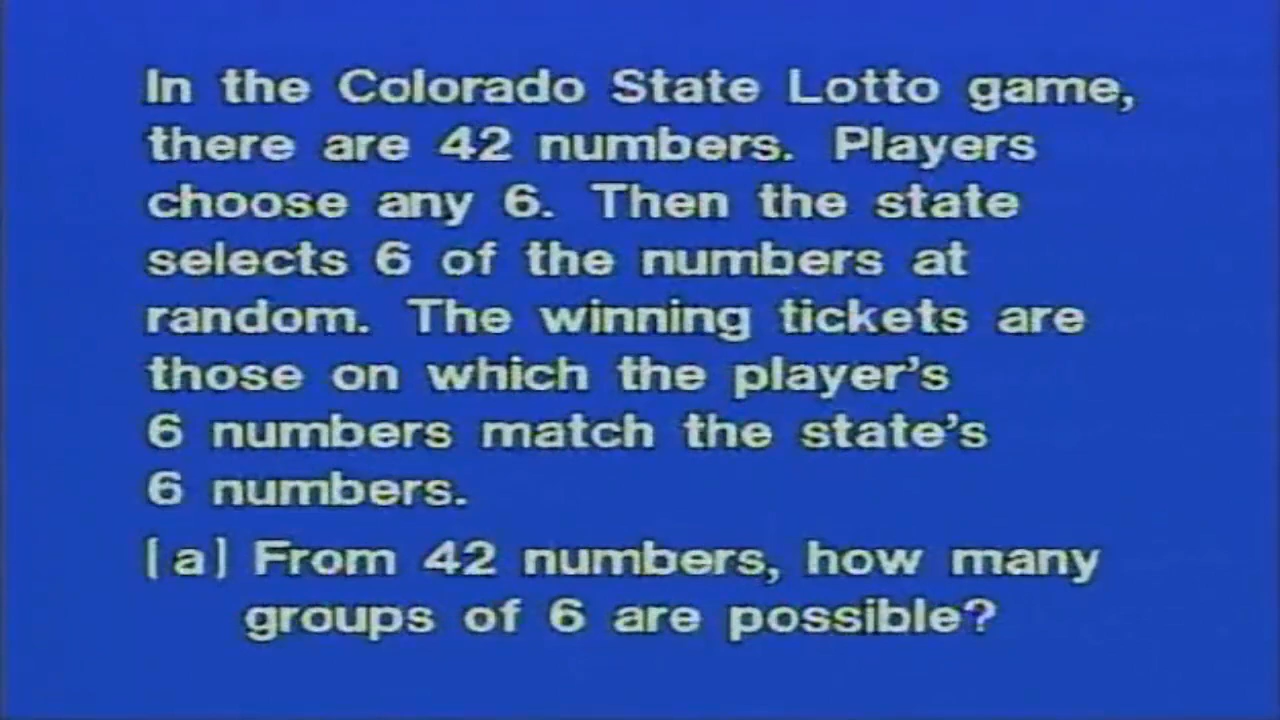 In the Colorado State Lotto game,
there are 42 numbers. Players
choose any 6. Then the state
selects 6 of the numbers at
random. The winning tickets are
those on which the player's
6 numbers match the state's
6 numbers.
[a] From 42 numbers, how many
groups of 6 are possible?